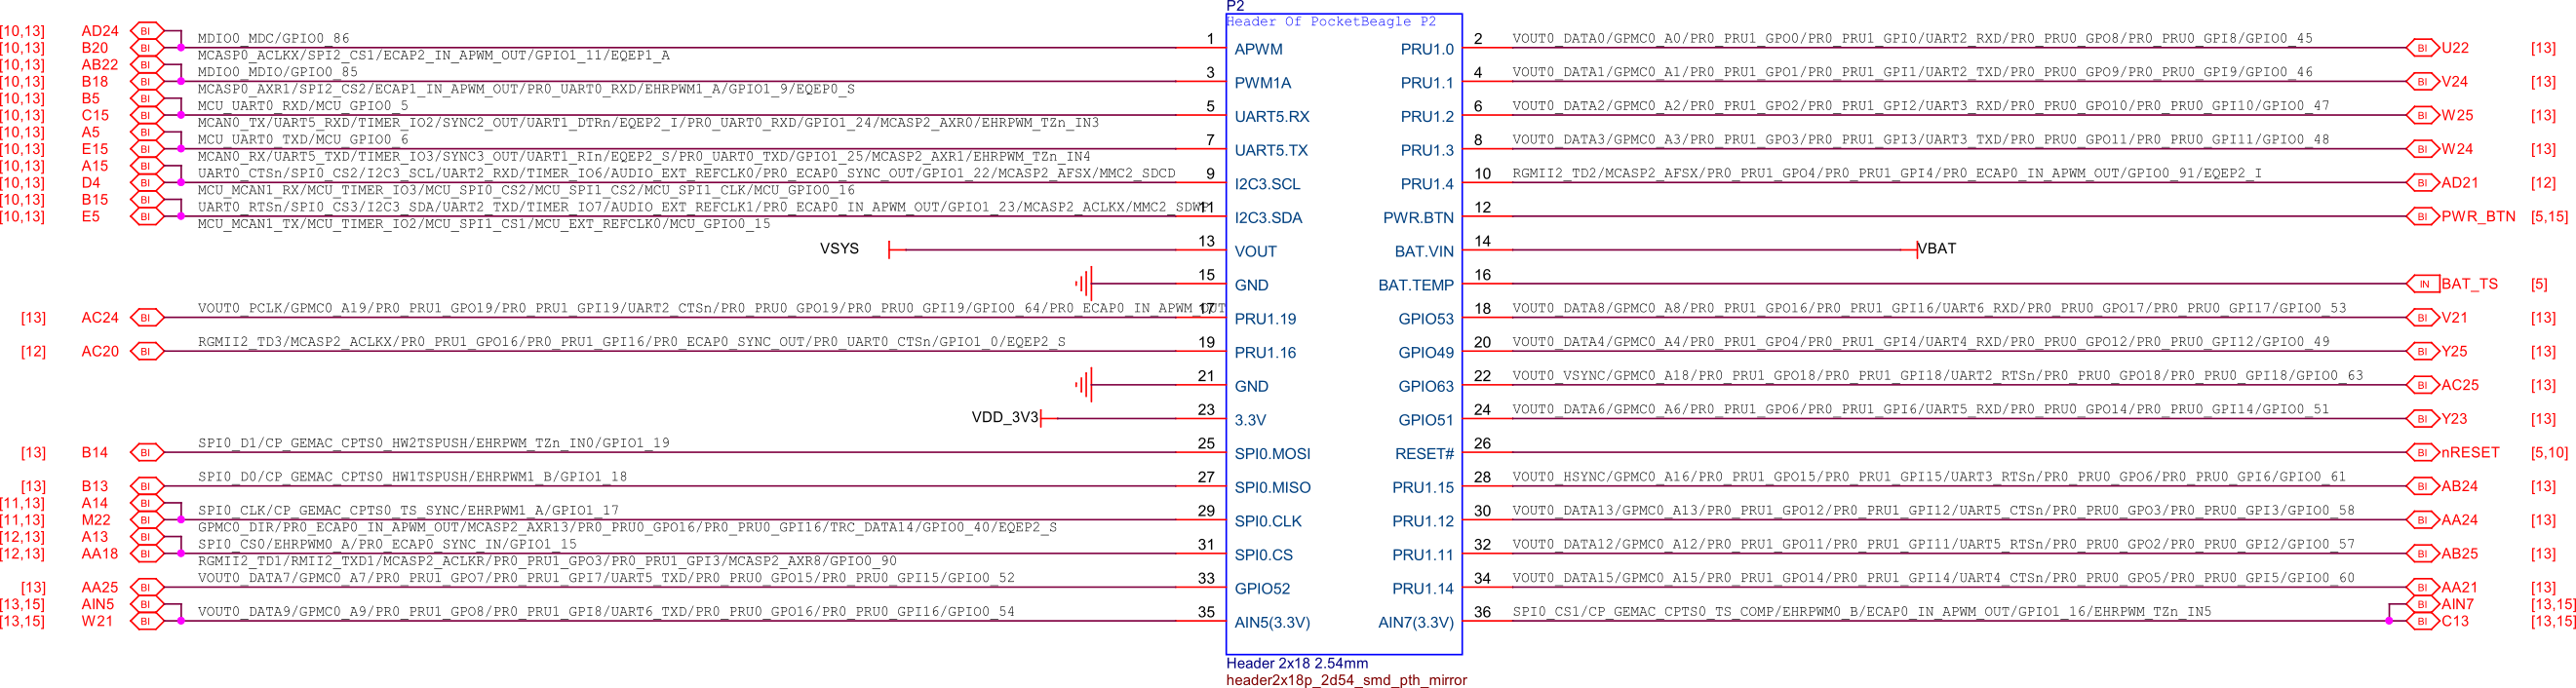 P2
Header Of PocketBeagle P2
[10,13] AD24 BI MDIO0_MDC/GPIO0_86
[10,13] B20 BI 1 APWM PRU1.0 2 VOUT0_DATA0/GPMC0_A0/PR0_PRU1_GPO0/PR0_PRU1_GPI0/UART2_RXD/PR0_PRU0_GPO8/PR0_PRU0_GPI8/GPIO0_45 BI U22 [13]
MCASP0_ACLKX/SPI2_CS1/ECAP2_IN_APWM_OUT/GPIO1_11/EQEP1_A
[10,13] AB22 BI MDIO0_MDIO/GPIO0_85
[10,13] B18 BI 3 PWM1A PRU1.1 4 VOUT0_DATA1/GPMC0_A1/PR0_PRU1_GPO1/PR0_PRU1_GPI1/UART2_TXD/PR0_PRU0_GPO9/PR0_PRU0_GPI9/GPIO0_46 BI V24 [13]
MCASP0_AXR1/SPI2_CS2/ECAP1_IN_APWM_OUT/PR0_UART0_RXD/EHRPWM1_A/GPIO1_9/EQEP0_S
[10,13] B5 BI MCU_UART0_RXD/MCU_GPIO0_5
[10,13] C15 BI 5 UART5.RX PRU1.2 6 VOUT0_DATA2/GPMC0_A2/PR0_PRU1_GPO2/PR0_PRU1_GPI2/UART3_RXD/PR0_PRU0_GPO10/PR0_PRU0_GPI10/GPIO0_47 BI W25 [13]
MCAN0_TX/UART5_RXD/TIMER_IO2/SYNC2_OUT/UART1_DTRn/EQEP2_I/PR0_UART0_RXD/GPIO1_24/MCASP2_AXR0/EHRPWM_TZn_IN3
[10,13] A5 BI MCU_UART0_TXD/MCU_GPIO0_6
[10,13] E15 BI 7 UART5.TX PRU1.3 8 VOUT0_DATA3/GPMC0_A3/PR0_PRU1_GPO3/PR0_PRU1_GPI3/UART3_TXD/PR0_PRU0_GPO11/PR0_PRU0_GPI11/GPIO0_48 BI W24 [13]
MCAN0_RX/UART5_TXD/TIMER_IO3/SYNC3_OUT/UART1_RIn/EQEP2_S/PR0_UART0_TXD/GPIO1_25/MCASP2_AXR1/EHRPWM_TZn_IN4
[10,13] A15 BI UART0_CTSn/SPI0_CS2/I2C3_SCL/UART2_RXD/TIMER_IO6/AUDIO_EXT_REFCLK0/PR0_ECAP0_SYNC_OUT/GPIO1_22/MCASP2_AFSX/MMC2_SDCD
[10,13] D4 BI 9 I2C3.SCL PRU1.4 10 RGMII2_TD2/MCASP2_AFSX/PR0_PRU1_GPO4/PR0_PRU1_GPI4/PR0_ECAP0_IN_APWM_OUT/GPIO0_91/EQEP2_I BI AD21 [12]
MCU_MCAN1_RX/MCU_TIMER_IO3/MCU_SPI0_CS2/MCU_SPI1_CS2/MCU_SPI1_CLK/MCU_GPIO0_16
[10,13] B15 BI UART0_RTSn/SPI0_CS3/I2C3_SDA/UART2_TXD/TIMER_IO7/AUDIO_EXT_REFCLK1/PR0_ECAP0_IN_APWM_OUT/GPIO1_23/MCASP2_ACLKX/MMC2_SDWP
[10,13] E5 BI 11 I2C3.SDA PWR.BTN 12 BI PWR_BTN [5,15]
MCU_MCAN1_TX/MCU_TIMER_IO2/MCU_SPI1_CS1/MCU_EXT_REFCLK0/MCU_GPIO0_15
VSYS 13 VOUT BAT.VIN 14 VBAT
15 GND BAT.TEMP 16 IN BAT_TS [5]
[13] AC24 BI VOUT0_PCLK/GPMC0_A19/PR0_PRU1_GPO19/PR0_PRU1_GPI19/UART2_CTSn/PR0_PRU0_GPO19/PR0_PRU0_GPI19/GPIO0_64/PR0_ECAP0_IN_APWM_OUT 17 PRU1.19 GPIO53 18 VOUT0_DATA8/GPMC0_A8/PR0_PRU1_GPO16/PR0_PRU1_GPI16/UART6_RXD/PR0_PRU0_GPO17/PR0_PRU0_GPI17/GPIO0_53 BI V21 [13]
[12] AC20 BI RGMII2_TD3/MCASP2_ACLKX/PR0_PRU1_GPO16/PR0_PRU1_GPI16/PR0_ECAP0_SYNC_OUT/PR0_UART0_CTSn/GPIO1_0/EQEP2_S 19 PRU1.16 GPIO49 20 VOUT0_DATA4/GPMC0_A4/PR0_PRU1_GPO4/PR0_PRU1_GPI4/UART4_RXD/PR0_PRU0_GPO12/PR0_PRU0_GPI12/GPIO0_49 BI Y25 [13]
21 GND GPIO63 22 VOUT0_VSYNC/GPMC0_A18/PR0_PRU1_GPO18/PR0_PRU1_GPI18/UART2_RTSn/PR0_PRU0_GPO18/PR0_PRU0_GPI18/GPIO0_63 BI AC25 [13]
VDD_3V3 23 3.3V GPIO51 24 VOUT0_DATA6/GPMC0_A6/PR0_PRU1_GPO6/PR0_PRU1_GPI6/UART5_RXD/PR0_PRU0_GPO14/PR0_PRU0_GPI14/GPIO0_51 BI Y23 [13]
[13] B14 BI SPI0_D1/CP_GEMAC_CPTS0_HW2TSPUSH/EHRPWM_TZn_IN0/GPIO1_19 25 SPI0.MOSI RESET# 26 BI nRESET [5,10]
[13] B13 BI SPI0_D0/CP_GEMAC_CPTS0_HW1TSPUSH/EHRPWM1_B/GPIO1_18 27 SPI0.MISO PRU1.15 28 VOUT0_HSYNC/GPMC0_A16/PR0_PRU1_GPO15/PR0_PRU1_GPI15/UART3_RTSn/PR0_PRU0_GPO6/PR0_PRU0_GPI6/GPIO0_61 BI AB24 [13]
[11,13] A14 BI SPI0_CLK/CP_GEMAC_CPTS0_TS_SYNC/EHRPWM1_A/GPIO1_17
[11,13] M22 BI 29 SPI0.CLK PRU1.12 30 VOUT0_DATA13/GPMC0_A13/PR0_PRU1_GPO12/PR0_PRU1_GPI12/UART5_CTSn/PR0_PRU0_GPO3/PR0_PRU0_GPI3/GPIO0_58 BI AA24 [13]
GPMC0_DIR/PR0_ECAP0_IN_APWM_OUT/MCASP2_AXR13/PR0_PRU0_GPO16/PR0_PRU0_GPI16/TRC_DATA14/GPIO0_40/EQEP2_S
[12,13] A13 BI SPI0_CS0/EHRPWM0_A/PR0_ECAP0_SYNC_IN/GPIO1_15
[12,13] AA18 BI 31 SPI0.CS PRU1.11 32 VOUT0_DATA12/GPMC0_A12/PR0_PRU1_GPO11/PR0_PRU1_GPI11/UART5_RTSn/PR0_PRU0_GPO2/PR0_PRU0_GPI2/GPIO0_57 BI AB25 [13]
RGMII2_TD1/RMII2_TXD1/MCASP2_ACLKR/PR0_PRU1_GPO3/PR0_PRU1_GPI3/MCASP2_AXR8/GPIO0_90
[13] AA25 BI VOUT0_DATA7/GPMC0_A7/PR0_PRU1_GPO7/PR0_PRU1_GPI7/UART5_TXD/PR0_PRU0_GPO15/PR0_PRU0_GPI15/GPIO0_52 33 GPIO52 PRU1.14 34 VOUT0_DATA15/GPMC0_A15/PR0_PRU1_GPO14/PR0_PRU1_GPI14/UART4_CTSn/PR0_PRU0_GPO5/PR0_PRU0_GPI5/GPIO0_60 BI AA21 [13]
[13,15] AIN5 BI BI AIN7 [13,15]
[13,15] W21 BI VOUT0_DATA9/GPMC0_A9/PR0_PRU1_GPO8/PR0_PRU1_GPI8/UART6_TXD/PR0_PRU0_GPO16/PR0_PRU0_GPI16/GPIO0_54 35 AIN5(3.3V) AIN7(3.3V) 36 SPI0_CS1/CP_GEMAC_CPTS0_TS_COMP/EHRPWM0_B/ECAP0_IN_APWM_OUT/GPIO1_16/EHRPWM_TZn_IN5 BI C13 [13,15]
Header 2x18 2.54mm
header2x18p_2d54_smd_pth_mirror